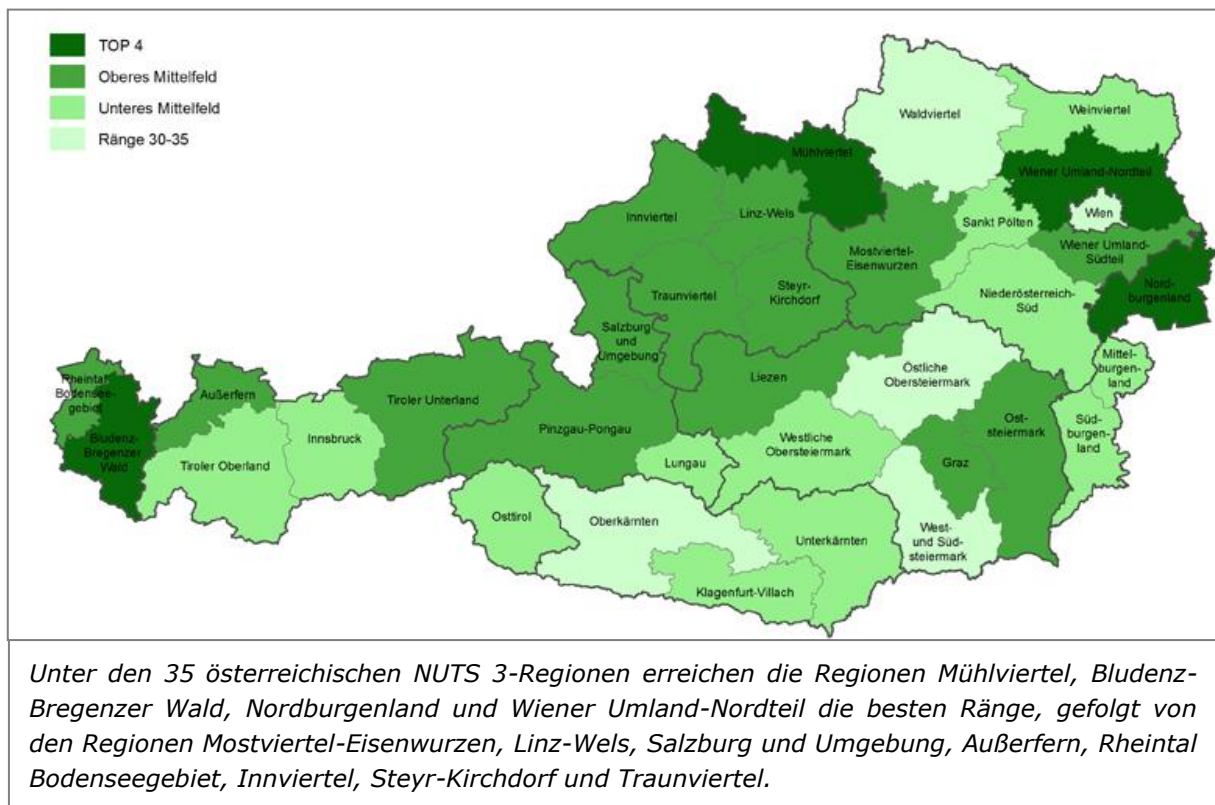 TOP 4
Oberes Mittelfeld
Unteres Mittelfeld
Ränge 30-35
Waldviertel
Weinviertel
Mühlviertel
Wiener Umland-Nordteil
Wien
Innviertel
Linz-Wels
Sankt Pölten
Mostviertel-
Eisenwurzen
Wiener Umland-
Südteil
Nord-
burgenland
Traunviertel
Steyr-
Kirchdorf
Niederösterreich-
Süd
Salzburg
und
Umgebung
Mittel-
burgenland
Rheintal
Bodensee-
gebiet
Außerfern
Tiroler Unterland
Liezen
Östliche
Obersteiermark
Bludenz-
Bregenzer
Wald
Innsbruck
Pinzgau-Pongau
Ost-
steiermark
Süd-
burgenland
Tiroler Oberland
Lungau
Westliche
Obersteiermark
Graz
Osttirol
Oberkärnten
Unterkärnten
West-
und Süd-
steiermark
Klagenfurt-Villach
Unter den 35 österreichischen NUTS 3-Regionen erreichen die Regionen Mühlviertel, Bludenz-
Bregenzer Wald, Nordburgenland und Wiener Umland-Nordteil die besten Ränge, gefolgt von
den Regionen Mostviertel-Eisenwurzen, Linz-Wels, Salzburg und Umgebung, Außerfern, Rheintal
Bodenseegebiet, Innviertel, Steyr-Kirchdorf und Traunviertel.